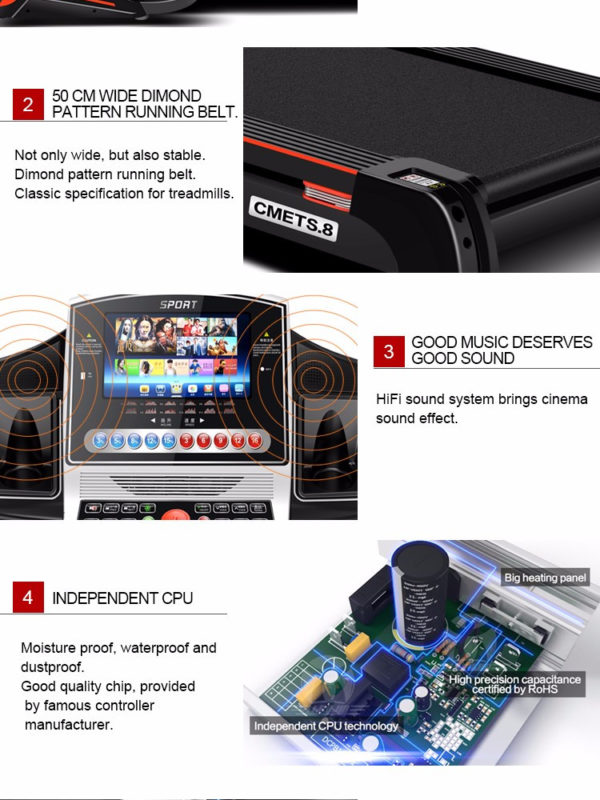 2
50 CM WIDE DIMOND
PATTERN RUNNING BELT.
Not only wide, but also stable.
Dimond pattern running belt.
Classic specification for treadmills.
CMETS.8
SPORT
3
GOOD MUSIC DESERVES
GOOD SOUND
HiFi sound system brings cinema
sound effect.
4
INDEPENDENT CPU
Moisture proof, waterproof and
dustproof.
Good quality chip, provided
by famous controller
manufacturer.
Big heating panel
High precision capacitance
certified by RoHS
Independent CPU technology